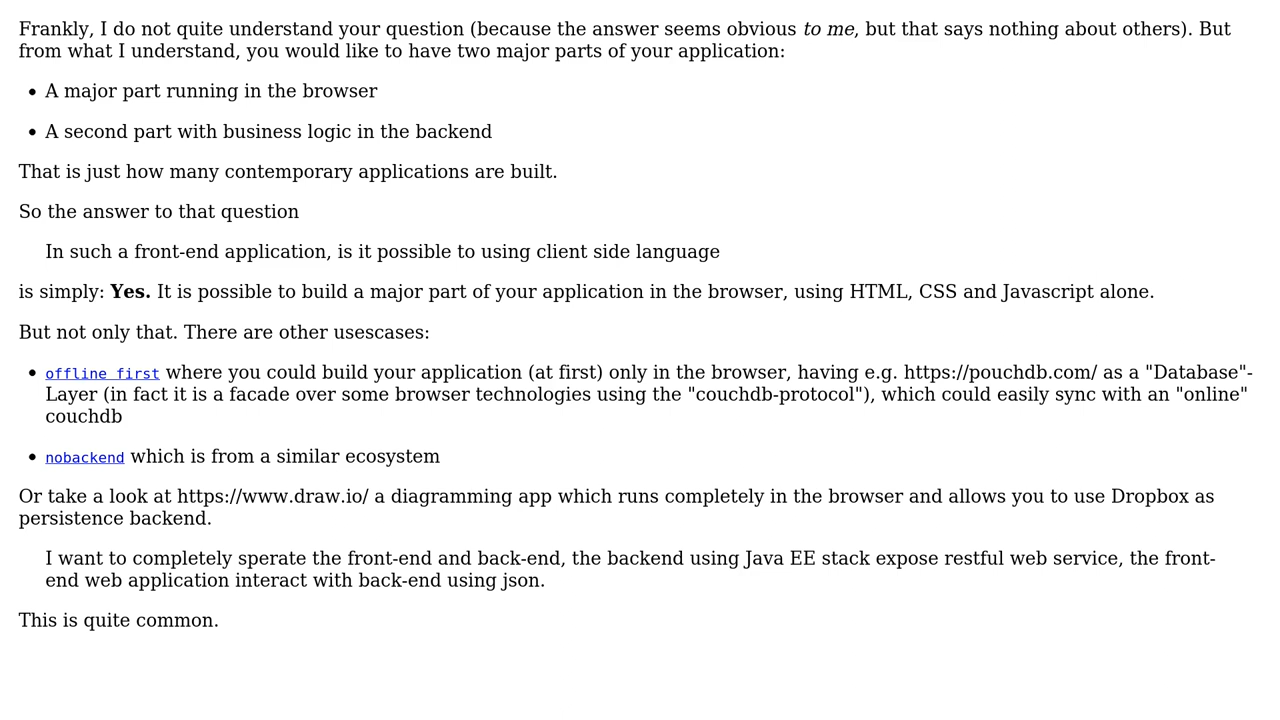 Frankly, I do not quite understand your question (because the answer seems obvious to me, but that says nothing about others). But
from what I understand, you would like to have two major parts of your application:
• A major part running in the browser
• A second part with business logic in the backend
That is just how many contemporary applications are built.
So the answer to that question
In such a front-end application, is it possible to using client side language
is simply: Yes. It is possible to build a major part of your application in the browser, using HTML, CSS and Javascript alone.
But not only that. There are other usescases:
• offline first where you could build your application (at first) only in the browser, having e.g. https://pouchdb.com/ as a "Database"-
Layer (in fact it is a facade over some browser technologies using the "couchdb-protocol"), which could easily sync with an "online"
couchdb
• nobackend which is from a similar ecosystem
Or take a look at https://www.draw.io/ a diagramming app which runs completely in the browser and allows you to use Dropbox as
persistence backend.
I want to completely sperate the front-end and back-end, the backend using Java EE stack expose restful web service, the front-
end web application interact with back-end using json.
This is quite common.